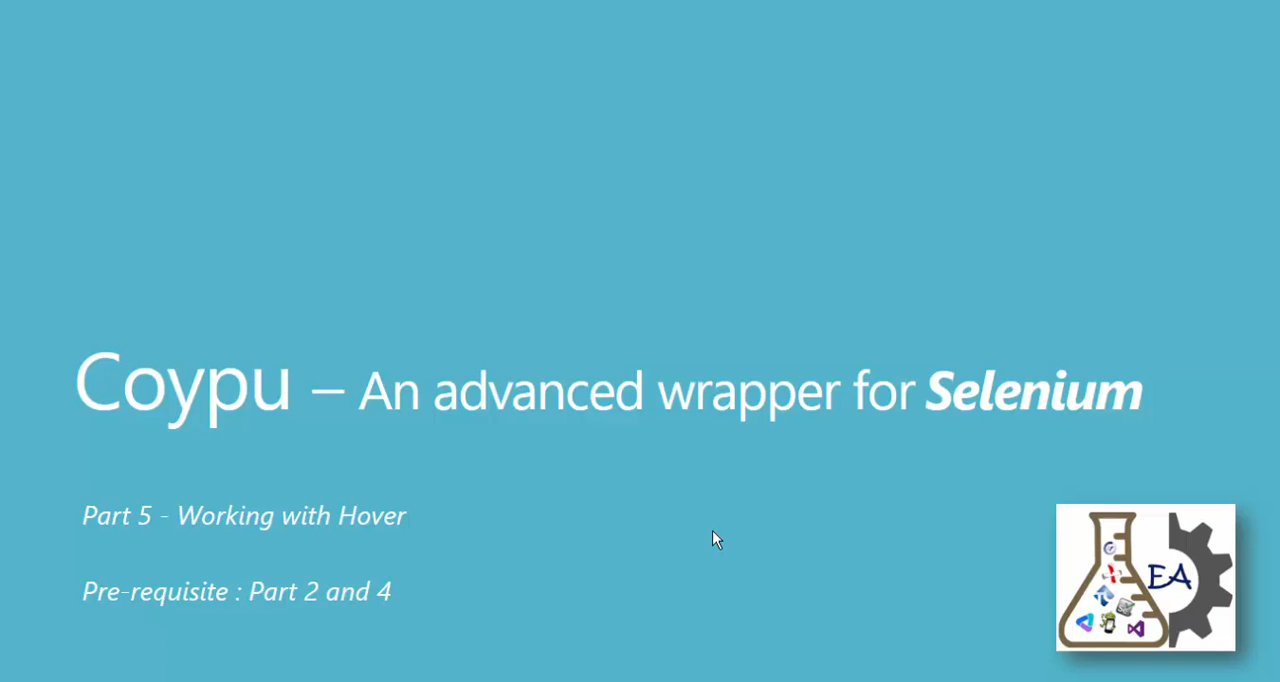 Coypu – An advanced wrapper for Selenium
Part 5 - Working with Hover
Pre-requisite : Part 2 and 4
EA